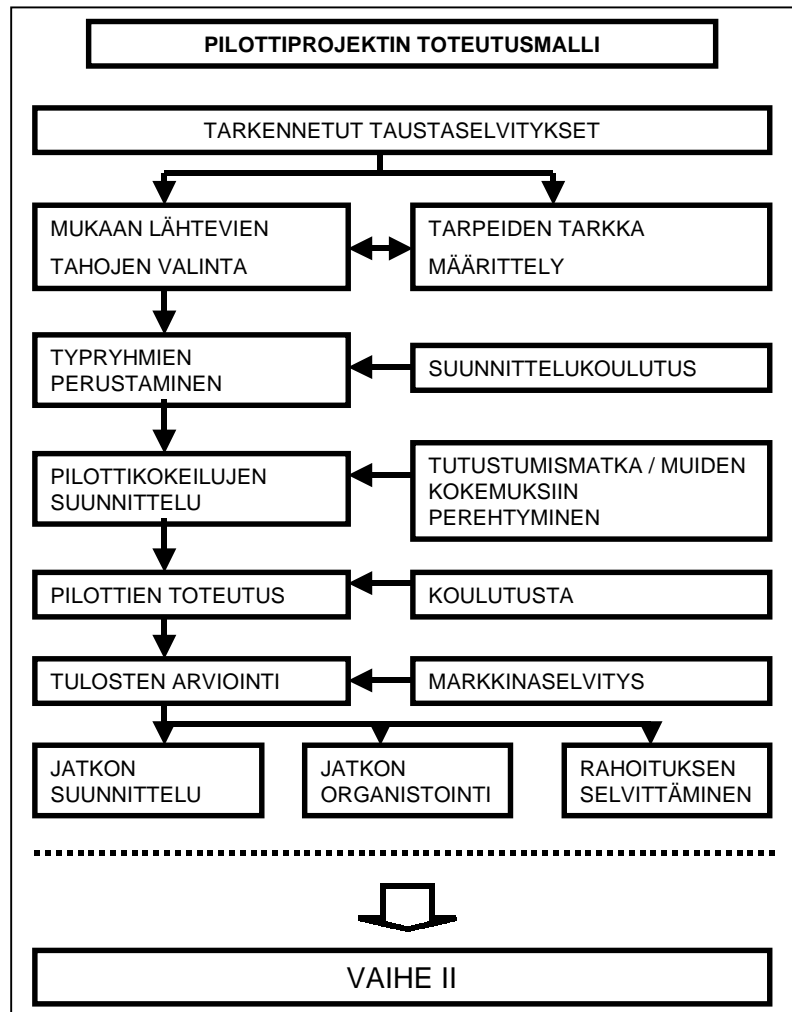 PILOTTIPROJEKTIN TOTEUTUSMALLI
TARKENNETUT TAUSTASELVITYKSET
MUKAAN LÄHTEVIEN
TAHOJEN VALINTA
TARPEIDEN TARKKA
MÄÄRITTELY
TYPRYHMIEN
PERUSTAMINEN
SUUNNITTELUKOULUTUS
PILOTTIKOKEILUJEN
SUUNNITTELU
TUTUSTUMISMATKA / MUIDEN
KOKEMUKSIIN
PEREHTYMINEN
PILOTTIEN TOTEUTUS
KOULUTUSTA
TULOSTEN ARVIOINTI
MARKKINASELVITYS
JATKON
SUUNNITTELU
JATKON
ORGANISTOINTI
RAHOITUKSEN
SELVITTÄMINEN
VAIHE II